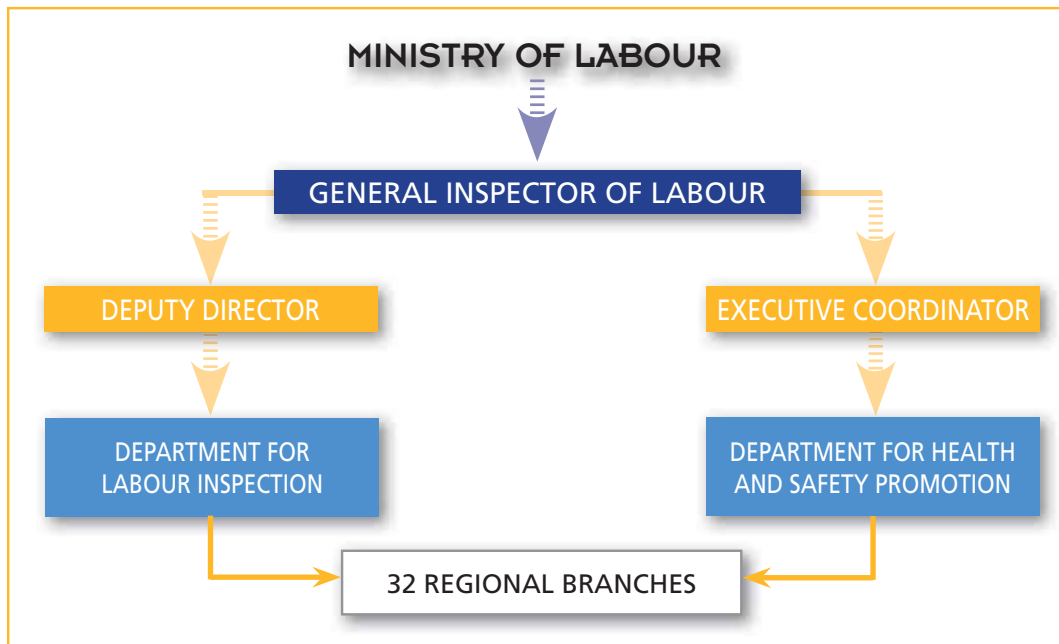 MINISTRY OF LABOUR
GENERAL INSPECTOR OF LABOUR
DEPUTY DIRECTOR
EXECUTIVE COORDINATOR
DEPARTMENT FOR
LABOUR INSPECTION
DEPARTMENT FOR HEALTH
AND SAFETY PROMOTION
32 REGIONAL BRANCHES